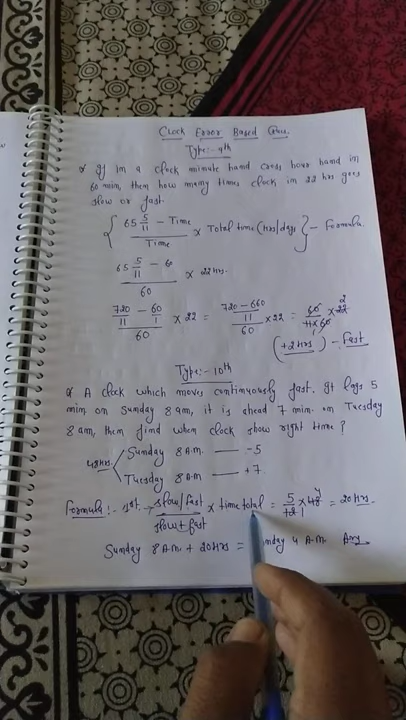 Clock Error Based Ques.
Type:- 9th
Q If in a clock minute hand cross hour hand in
60 min, then how many times clock in 22 hrs goes
slow or fast.
{ (65 5/11 - Time)/Time × Total time (Hrs/days) } - Formula.
(65 5/11 - 60)/60 × 22 Hrs.
(720/11 - 60/1)/60 × 22 = ((720 - 660)/11)/60 × 22 = 60/(11×60) × 22 2
(+2 Hrs) - Fast
Type:- 10th
Q A clock which moves continuously fast. It lags 5
min on Sunday 8 am, it is ahead 7 min. on Tuesday
8 am, then find when clock show right time?
48 Hrs < Sunday 8 A.M. — -5
Tuesday 8 A.M — +7
Formula:- 1st. → slow/fast / slow + fast × time total = 5/12 × 48 4 = 20 Hrs.
Sunday 8 A.M. + 20 Hrs = nday 4 A.M. Ans